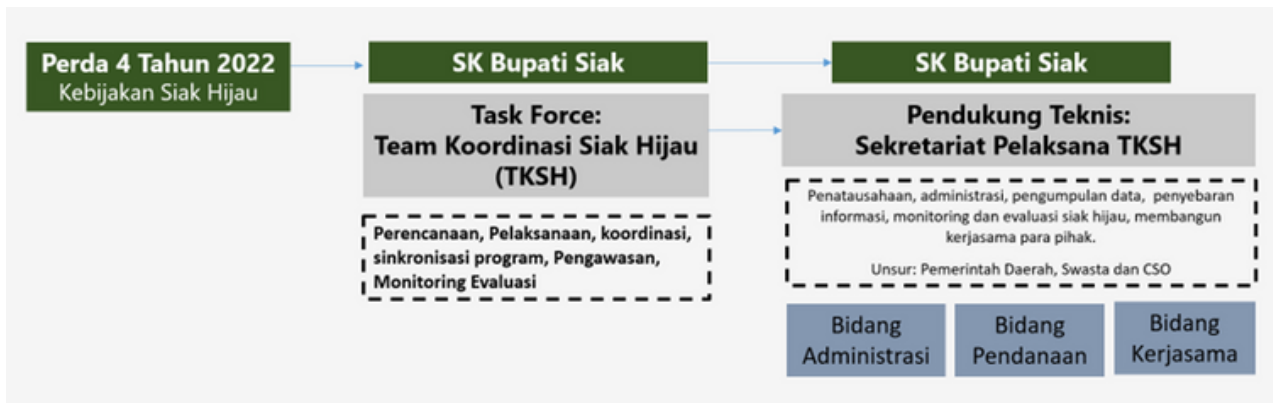 Perda 4 Tahun 2022
Kebijakan Siak Hijau
SK Bupati Siak
Task Force:
Team Koordinasi Siak Hijau
(TKSH)
Perencanaan, Pelaksanaan, koordinasi,
sinkronisasi program, Pengawasan,
Monitoring Evaluasi
SK Bupati Siak
Pendukung Teknis:
Sekretariat Pelaksana TKSH
Penatausahaan, administrasi, pengumpulan data, penyebaran
informasi, monitoring dan evaluasi siak hijau, membangun
kerjasama para pihak.
Unsur: Pemerintah Daerah, Swasta dan CSO
Bidang
Administrasi
Bidang
Pendanaan
Bidang
Kerjasama